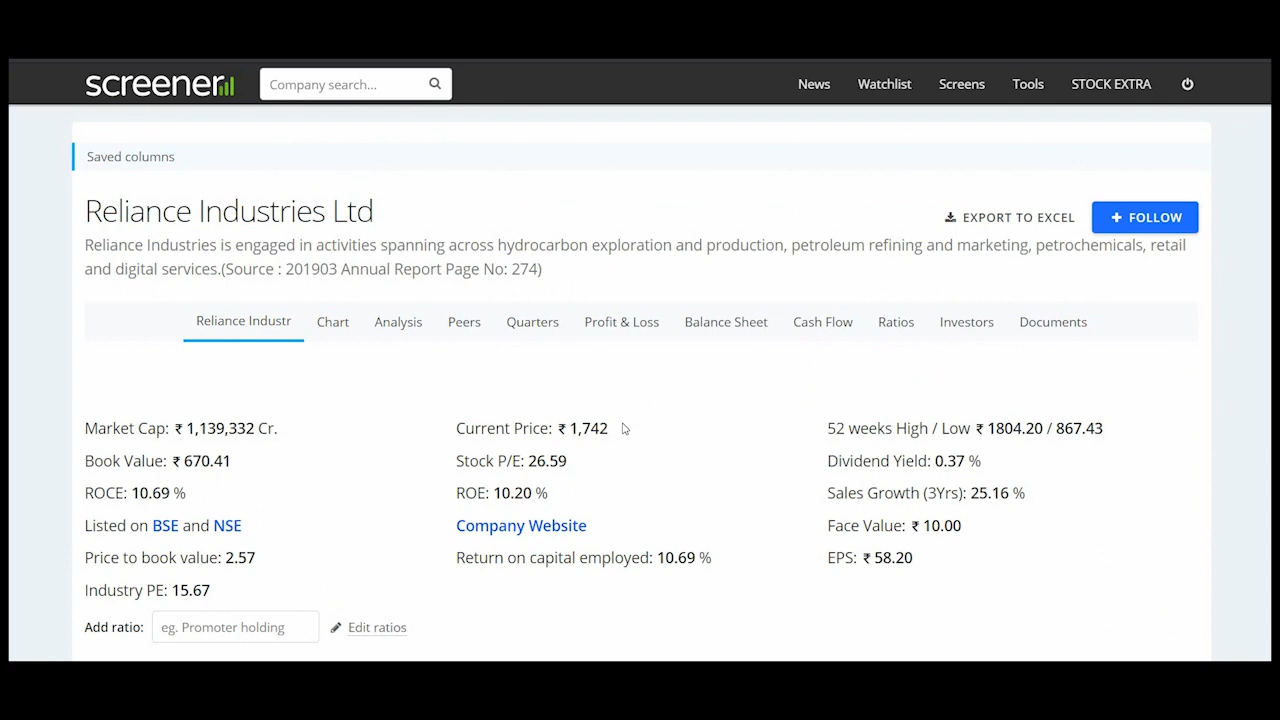 screener
Company search...
News Watchlist Screens Tools STOCK EXTRA
Saved columns
Reliance Industries Ltd
EXPORT TO EXCEL
+ FOLLOW
Reliance Industries is engaged in activities spanning across hydrocarbon exploration and production, petroleum refining and marketing, petrochemicals, retail
and digital services.(Source : 201903 Annual Report Page No: 274)
Reliance Industr Chart Analysis Peers Quarters Profit & Loss Balance Sheet Cash Flow Ratios Investors Documents
Market Cap: ₹ 1,139,332 Cr. Current Price: ₹ 1,742 52 weeks High / Low ₹ 1804.20 / 867.43
Book Value: ₹ 670.41 Stock P/E: 26.59 Dividend Yield: 0.37 %
ROCE: 10.69 % ROE: 10.20 % Sales Growth (3Yrs): 25.16 %
Listed on BSE and NSE Company Website Face Value: ₹ 10.00
Price to book value: 2.57 Return on capital employed: 10.69 % EPS: ₹ 58.20
Industry PE: 15.67
Add ratio: eg. Promoter holding Edit ratios